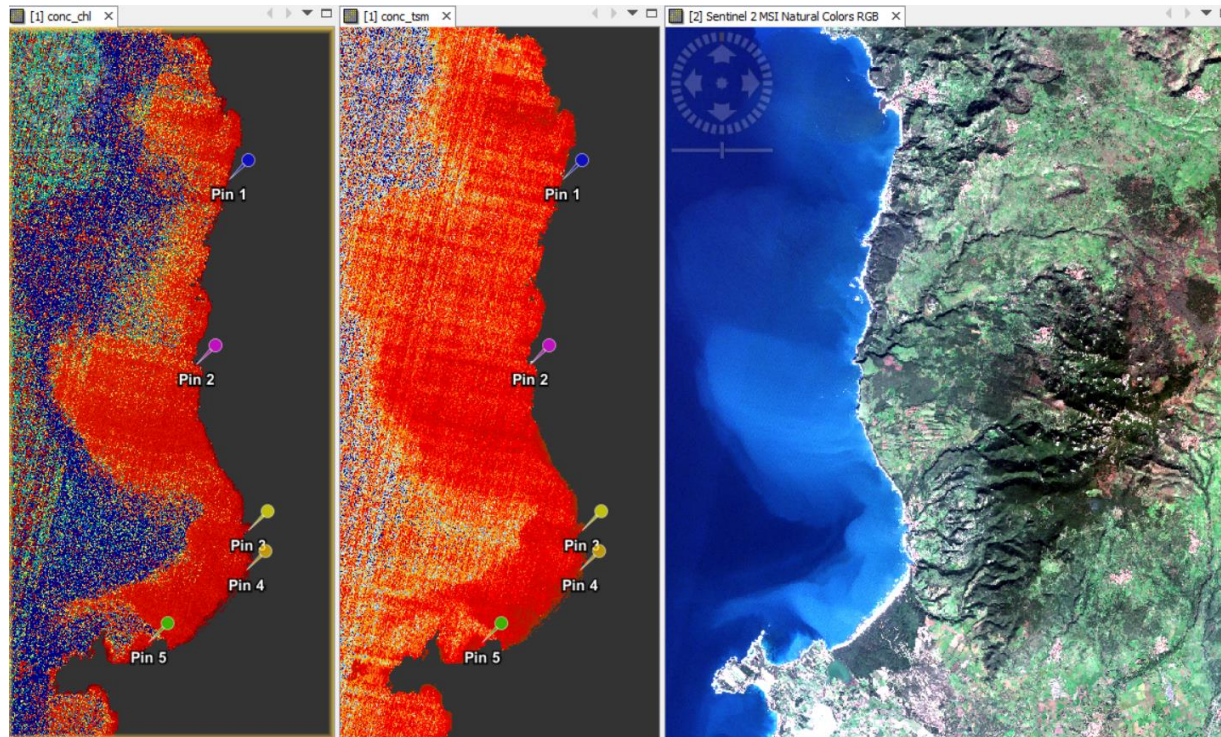 [1] conc_chl
[1] conc_tsm
[2] Sentinel 2 MSI Natural Colors RGB
Pin 1
Pin 2
Pin 3
Pin 4
Pin 5
Pin 1
Pin 2
Pin 3
Pin 4
Pin 5